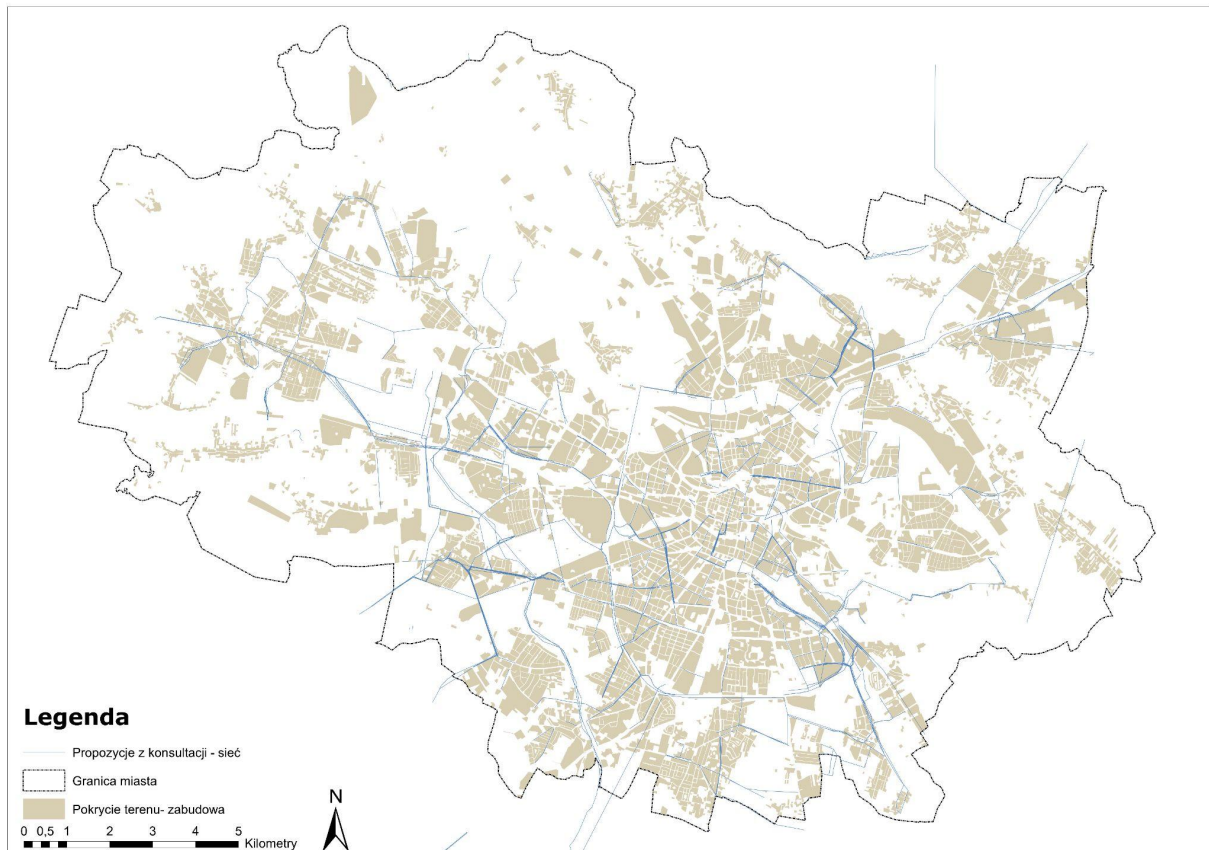 Legenda
Propozycje z konsultacji - sieć
Granica miasta
Pokrycie terenu- zabudowa
N
0 0,5 1 2 3 4 5
Kilometry